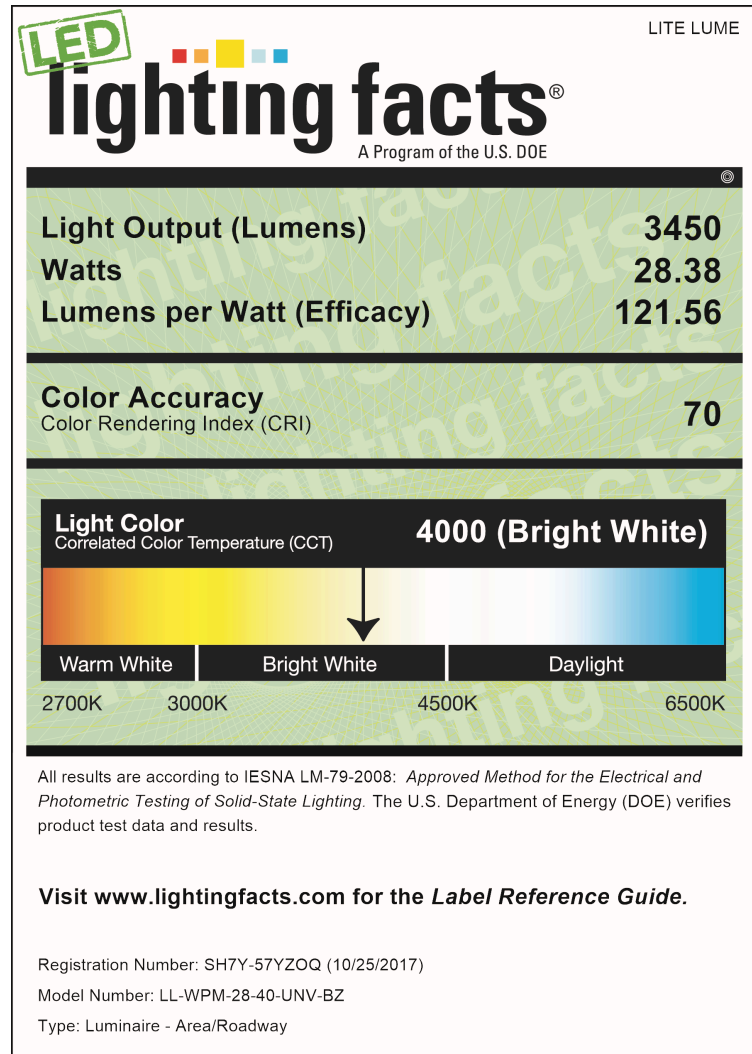 LITE LUME
LED
lighting facts®
A Program of the U.S. DOE
Light Output (Lumens) 3450
Watts 28.38
Lumens per Watt (Efficacy) 121.56
Color Accuracy
Color Rendering Index (CRI) 70
Light Color
Correlated Color Temperature (CCT) 4000 (Bright White)
Warm White Bright White Daylight
2700K 3000K 4500K 6500K
All results are according to IESNA LM-79-2008: Approved Method for the Electrical and
Photometric Testing of Solid-State Lighting. The U.S. Department of Energy (DOE) verifies
product test data and results.
Visit www.lightingfacts.com for the Label Reference Guide.
Registration Number: SH7Y-57YZOQ (10/25/2017)
Model Number: LL-WPM-28-40-UNV-BZ
Type: Luminaire - Area/Roadway